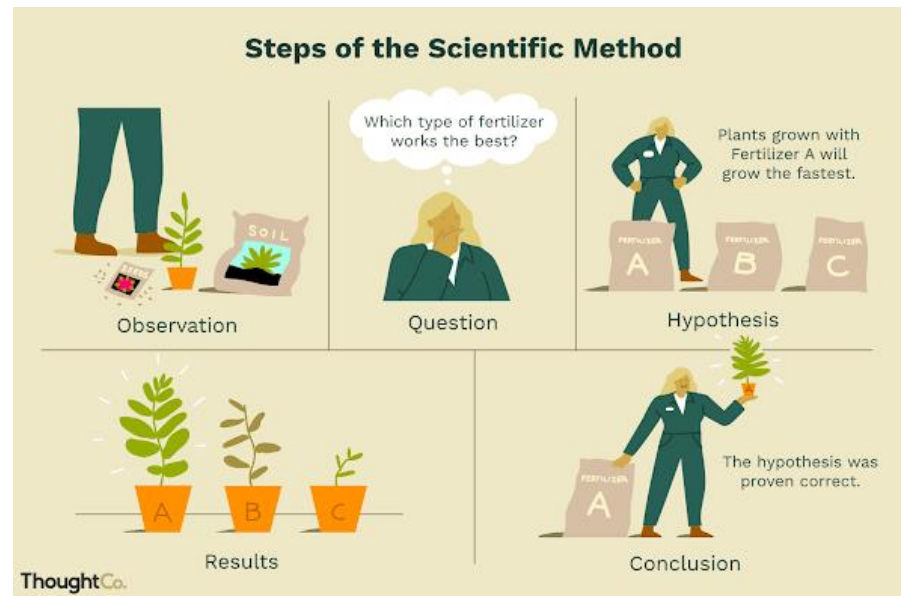 Steps of the Scientific Method
SEEDS
SOIL
Observation
Which type of fertilizer
works the best?
Question
Plants grown with
Fertilizer A will
grow the fastest.
FERTILIZER
A
FERTILIZER
B
FERTILIZER
C
Hypothesis
A
B
C
Results
A
FERTILIZER
A
The hypothesis was
proven correct.
Conclusion
ThoughtCo.